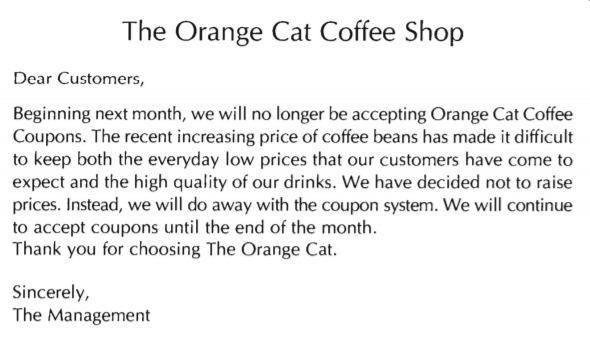 The Orange Cat Coffee Shop
Dear Customers,
Beginning next month, we will no longer be accepting Orange Cat Coffee
Coupons. The recent increasing price of coffee beans has made it difficult
to keep both the everyday low prices that our customers have come to
expect and the high quality of our drinks. We have decided not to raise
prices. Instead, we will do away with the coupon system. We will continue
to accept coupons until the end of the month.
Thank you for choosing The Orange Cat.
Sincerely,
The Management